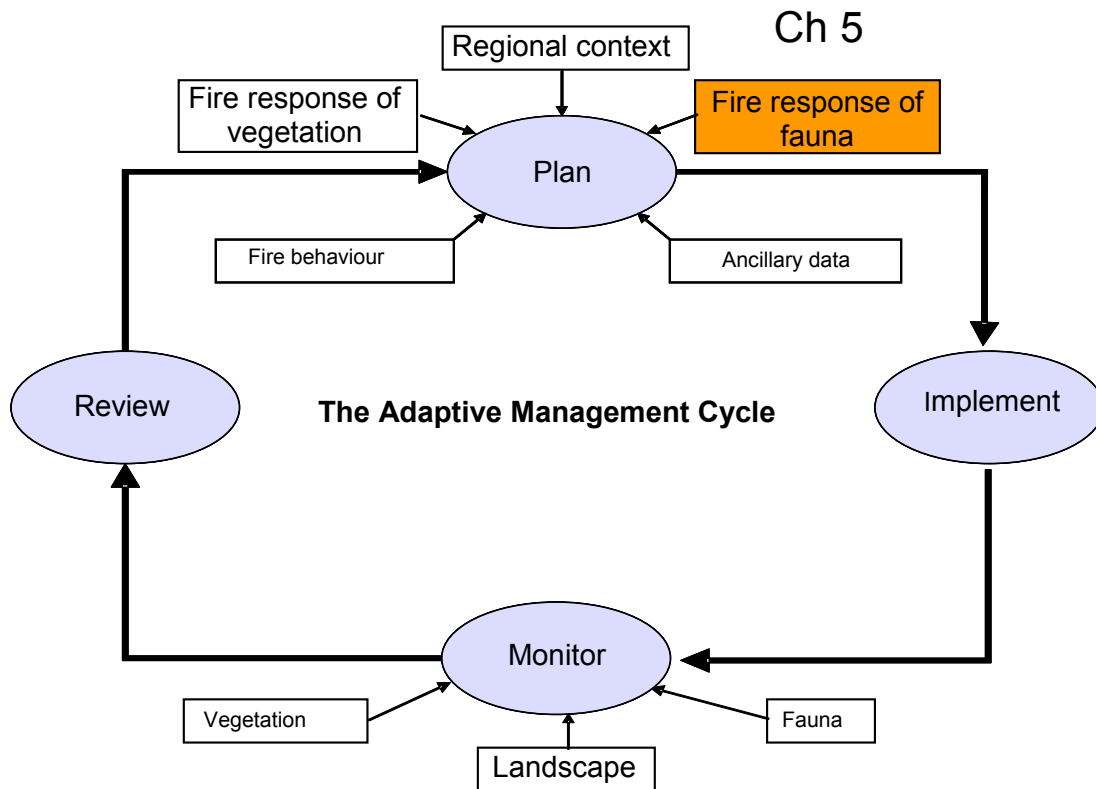 Ch 5
Regional context
Fire response of
vegetation
Fire response of
fauna
Plan
Fire behaviour
Ancillary data
Review
The Adaptive Management Cycle
Implement
Monitor
Vegetation
Fauna
Landscape